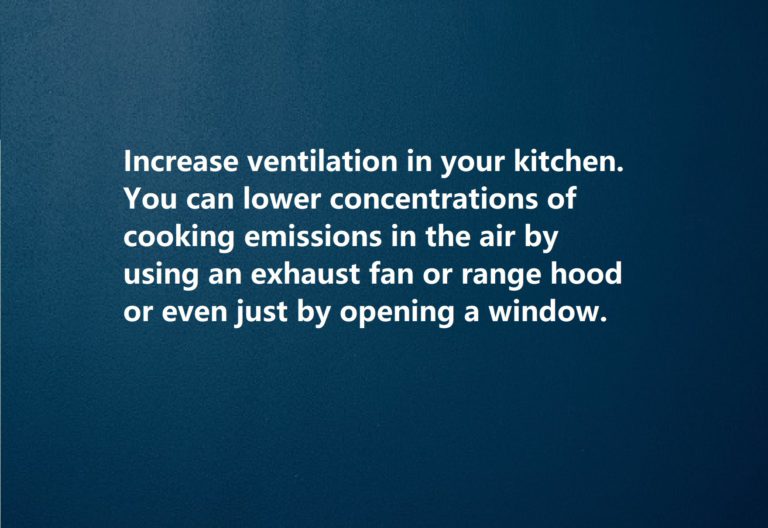 Increase ventilation in your kitchen.
You can lower concentrations of
cooking emissions in the air by
using an exhaust fan or range hood
or even just by opening a window.